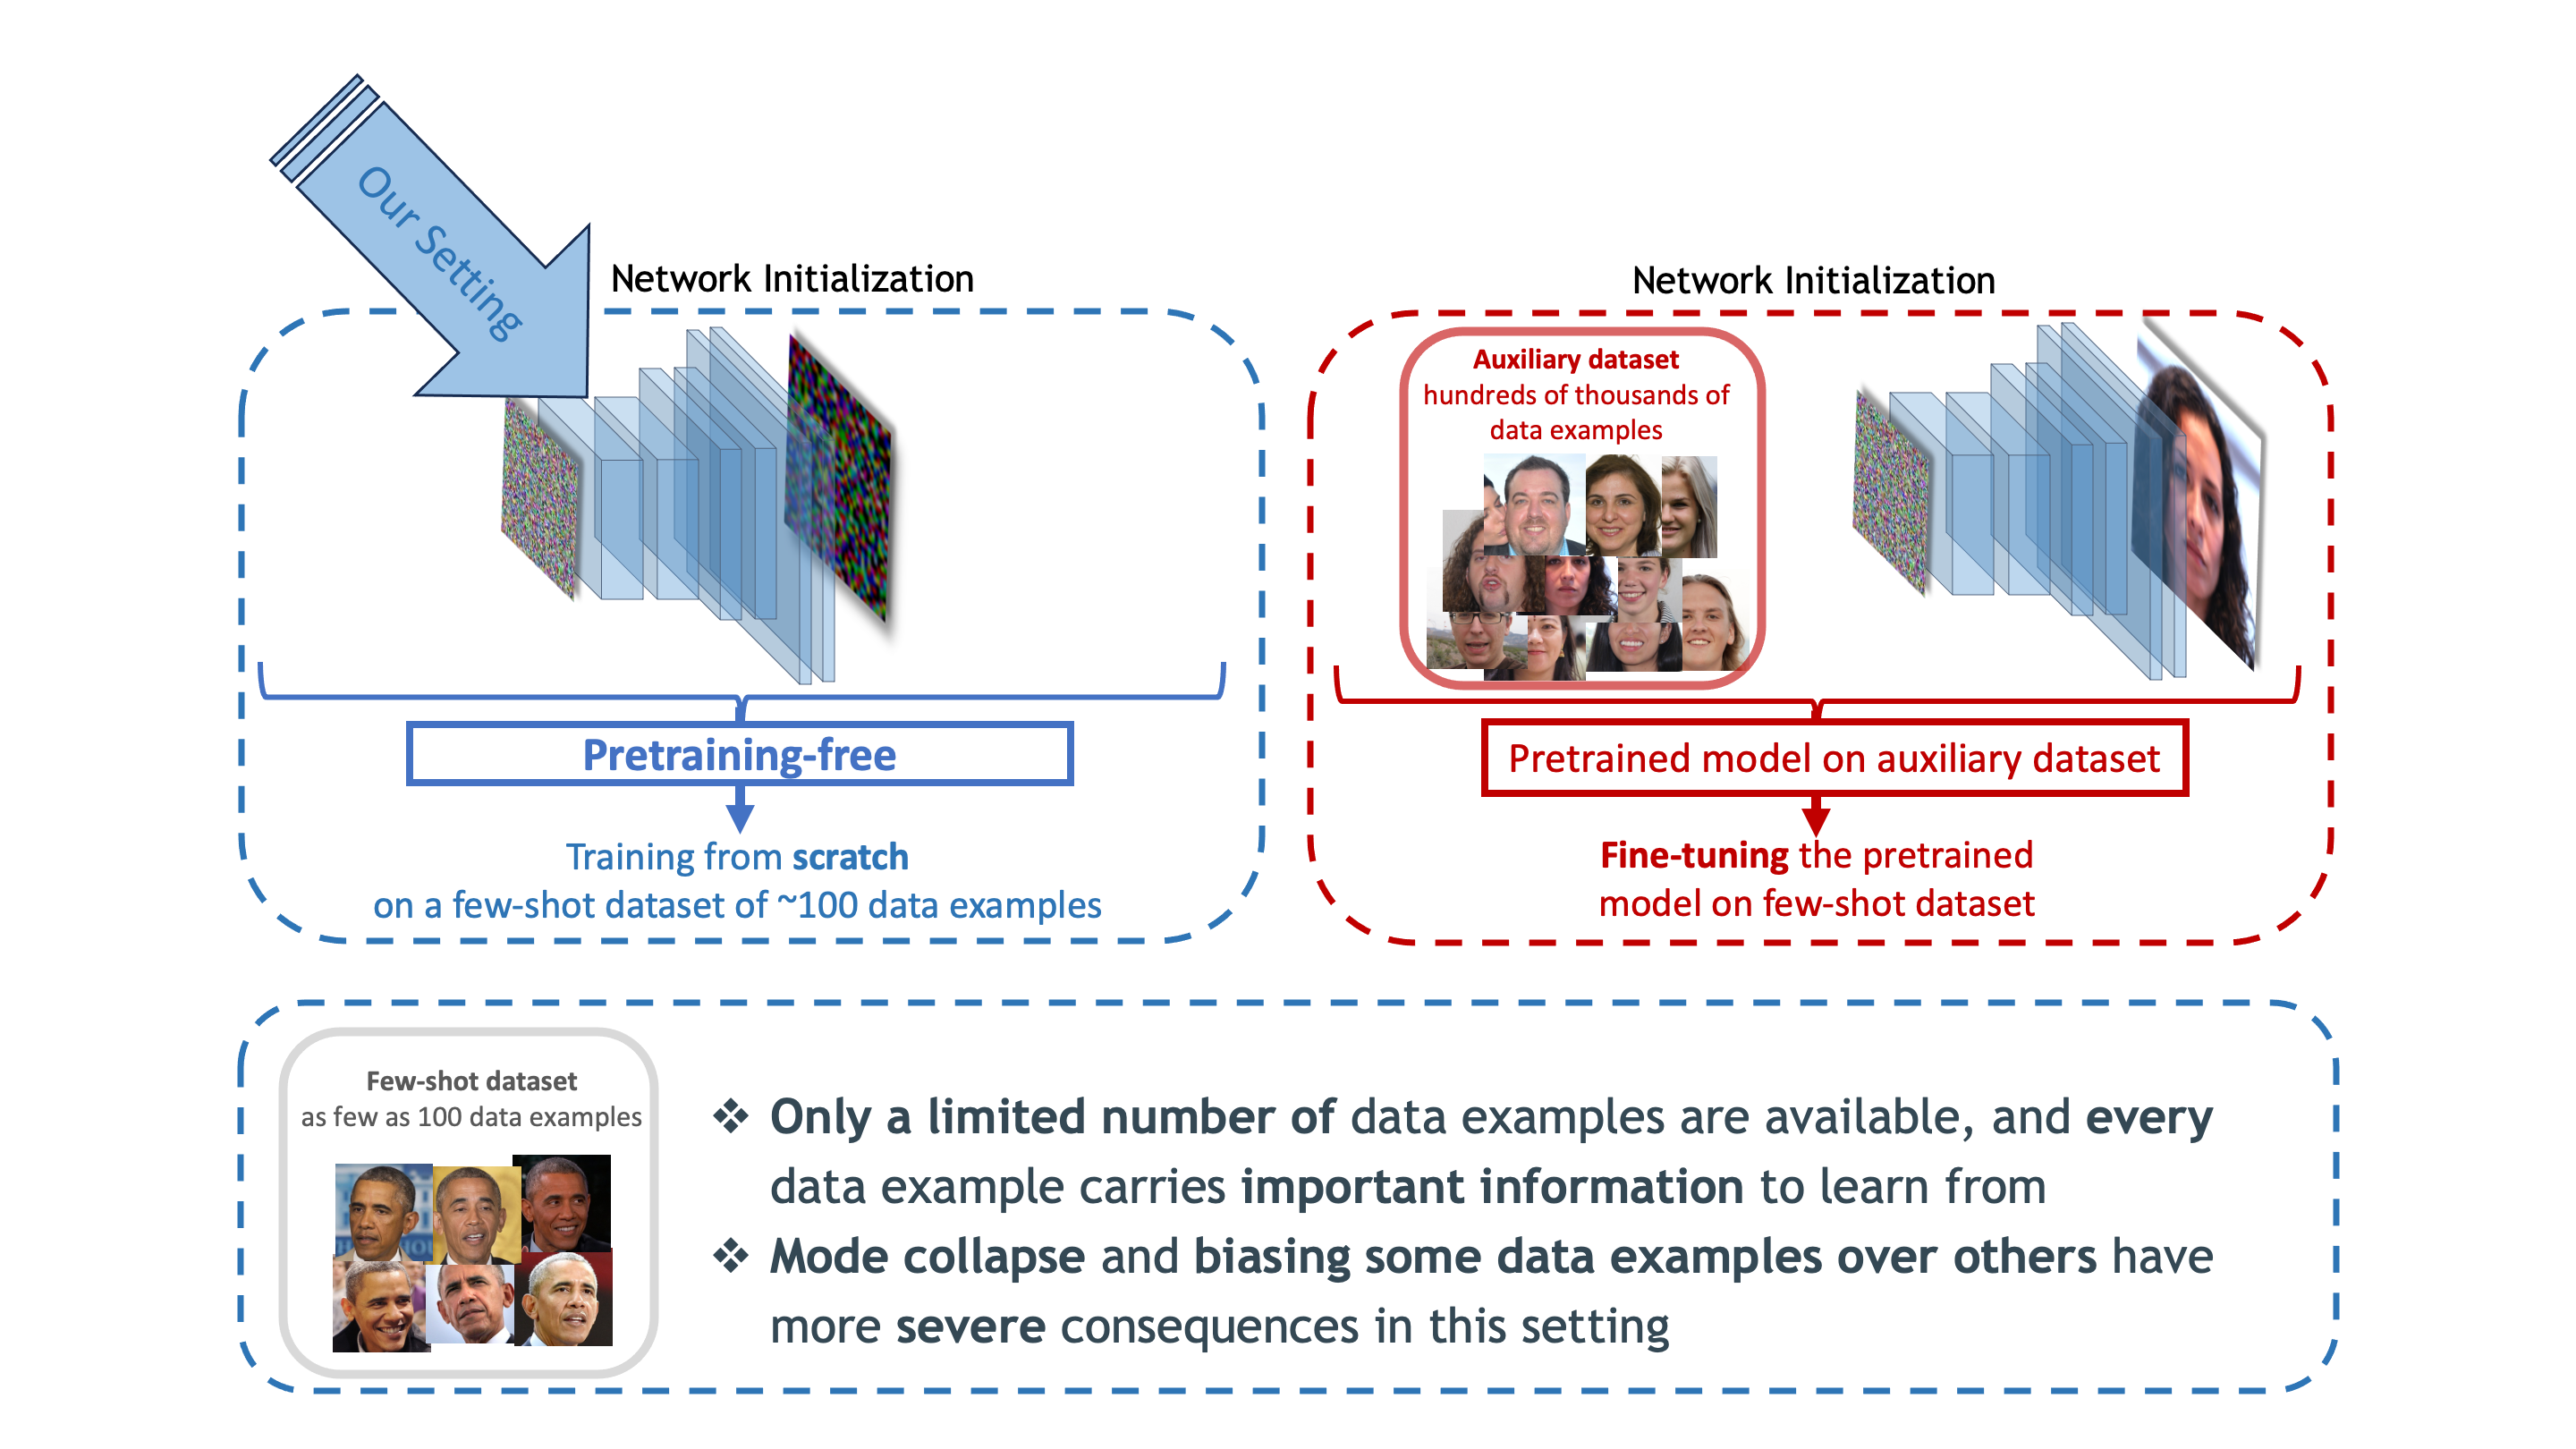 Our Setting
Network Initialization
Pretraining-free
Training from scratch
on a few-shot dataset of ~100 data examples
Network Initialization
Auxiliary dataset
hundreds of thousands of
data examples
Pretrained model on auxiliary dataset
Fine-tuning the pretrained
model on few-shot dataset
Few-shot dataset
as few as 100 data examples
❖ Only a limited number of data examples are available, and every
data example carries important information to learn from
❖ Mode collapse and biasing some data examples over others have
more severe consequences in this setting